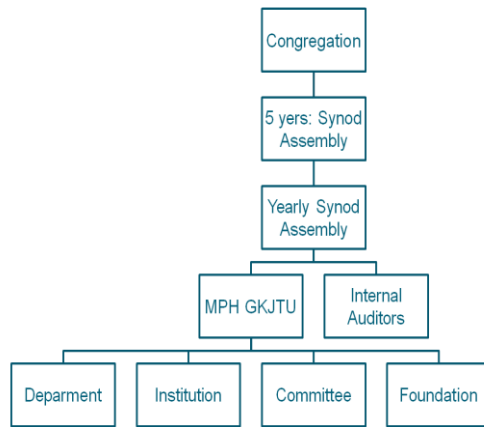 Congregation
5 yers: Synod
Assembly
Yearly Synod
Assembly
MPH GKJTU
Internal
Auditors
Deparment
Institution
Committee
Foundation